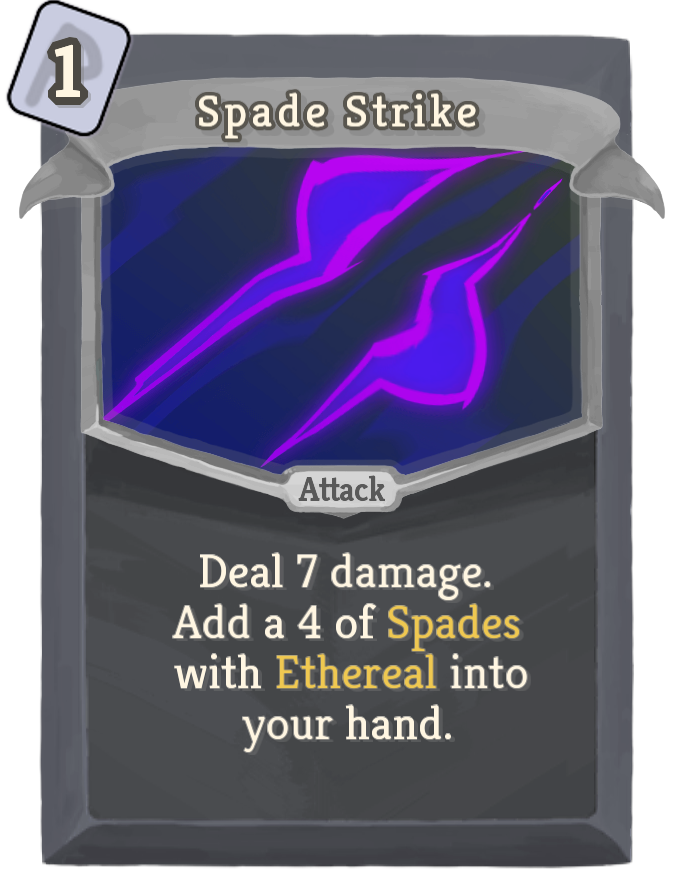 1
Spade Strike
Attack
Deal 7 damage.
Add a 4 of Spades
with Ethereal into
your hand.